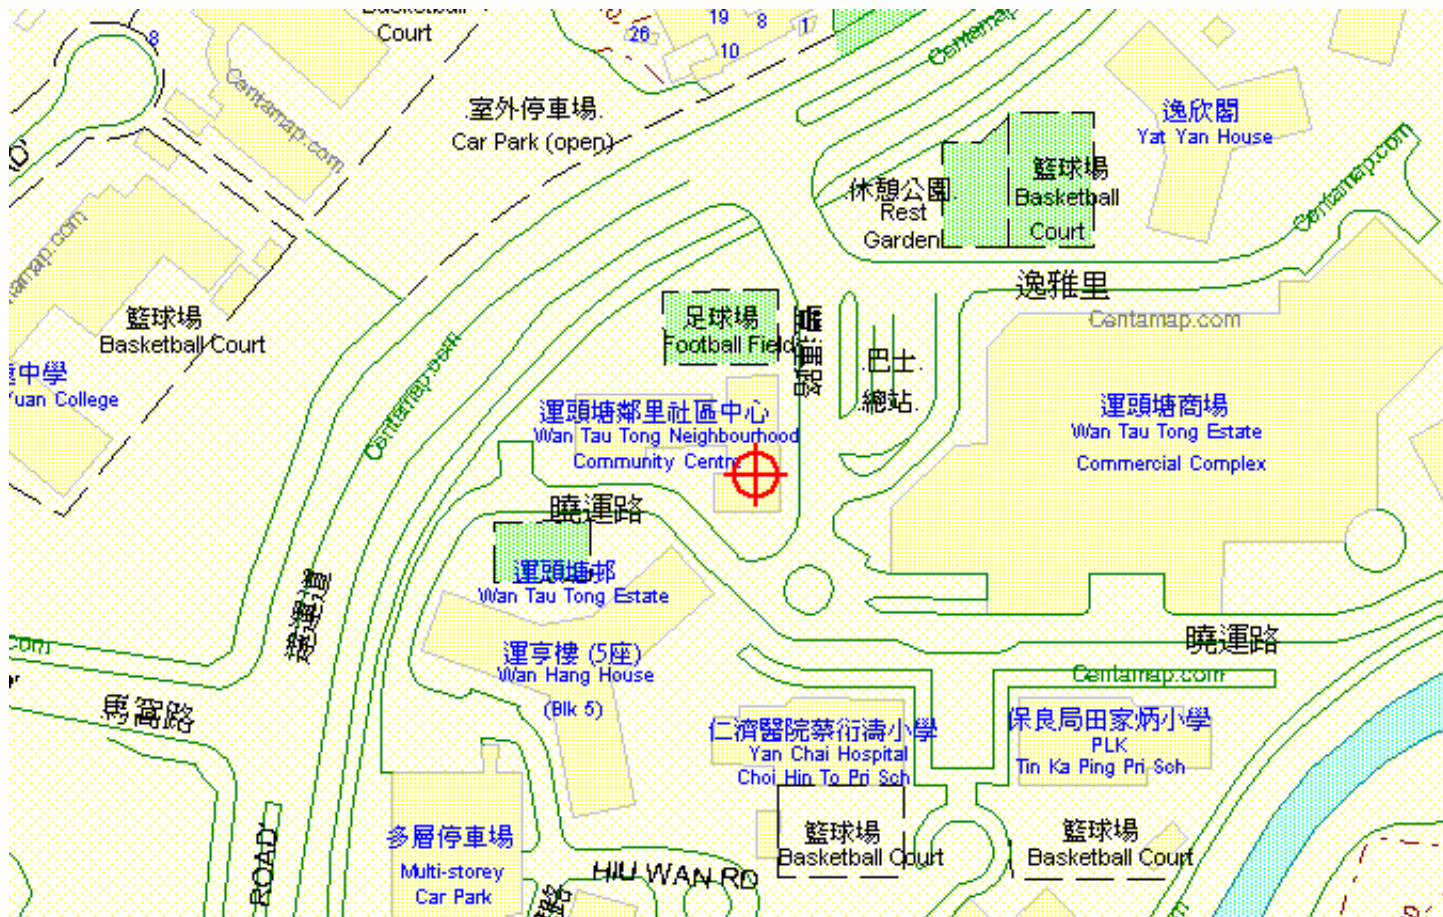 Basketball
Court
8
19
8
1
26
10
Centamap.com
Centamap.com
室外停車場
Car Park (open)
逸欣閣
Yat Yan House
籃球場
Basketball
Court
休憩公園
Rest
Garden
Centamap.com
逸雅里
Centamap.com
籃球場
Basketball Court
足球場
Football Field
巴士
總站
中學
Yuan College
Centamap.com
運頭塘鄰里社區中心
Wan Tau Tong Neighbourhood
Community Centre
運頭塘商場
Wan Tau Tong Estate
Commercial Complex
曉運路
運頭塘邨
Wan Tau Tong Estate
達運道
曉運路
運亨樓 (5座)
Wan Hang House
(Blk 5)
Centamap.com
仁濟醫院蔡衍濤小學
Yan Chai Hospital
Choi Hin To Pri Sch
保良局田家炳小學
PLK
Tin Ka Ping Pri Sch
多層停車場
Multi-storey
Car Park
籃球場
Basketball Court
籃球場
Basketball Court
ROAD
HIU WAN RD